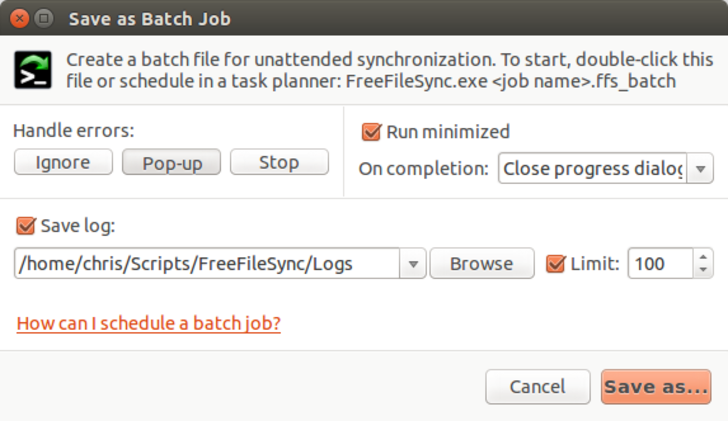 Save as Batch Job
Create a batch file for unattended synchronization. To start, double-click this
file or schedule in a task planner: FreeFileSync.exe <job name>.ffs_batch
Handle errors:
Ignore Pop-up Stop
Run minimized
On completion: Close progress dialog
Save log:
/home/chris/Scripts/FreeFileSync/Logs Browse Limit: 100
How can I schedule a batch job?
Cancel Save as...